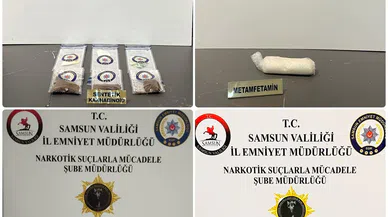 SENTETİK
KANNABİNOİD
METAMFETAMİN
T.C.
SAMSUN VALİLİĞİ
İL EMNİYET MÜDÜRLÜĞÜ
NARKOTİK SUÇLARLA MÜCADELE
ŞUBE MÜDÜRLÜĞÜ
T.C.
SAMSUN VALİLİĞİ
İL EMNİYET MÜDÜRLÜĞÜ
NARKOTİK SUÇLARLA MÜCADELE
ŞUBE MÜDÜRLÜĞÜ